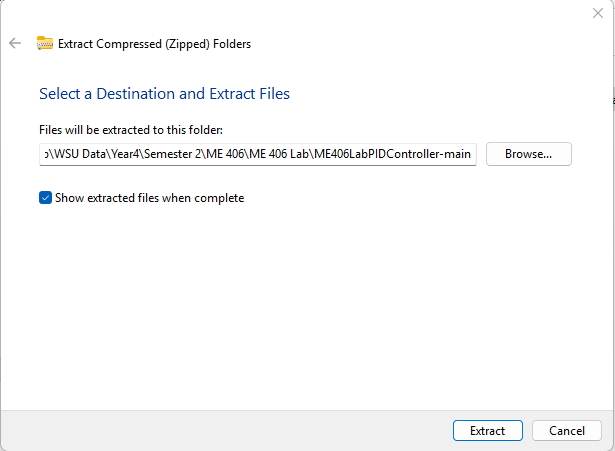 Extract Compressed (Zipped) Folders
Select a Destination and Extract Files
Files will be extracted to this folder:
\WSU Data\Year4\Semester 2\ME 406\ME 406 Lab\ME406LabPIDController-main
Browse...
Show extracted files when complete
Extract
Cancel